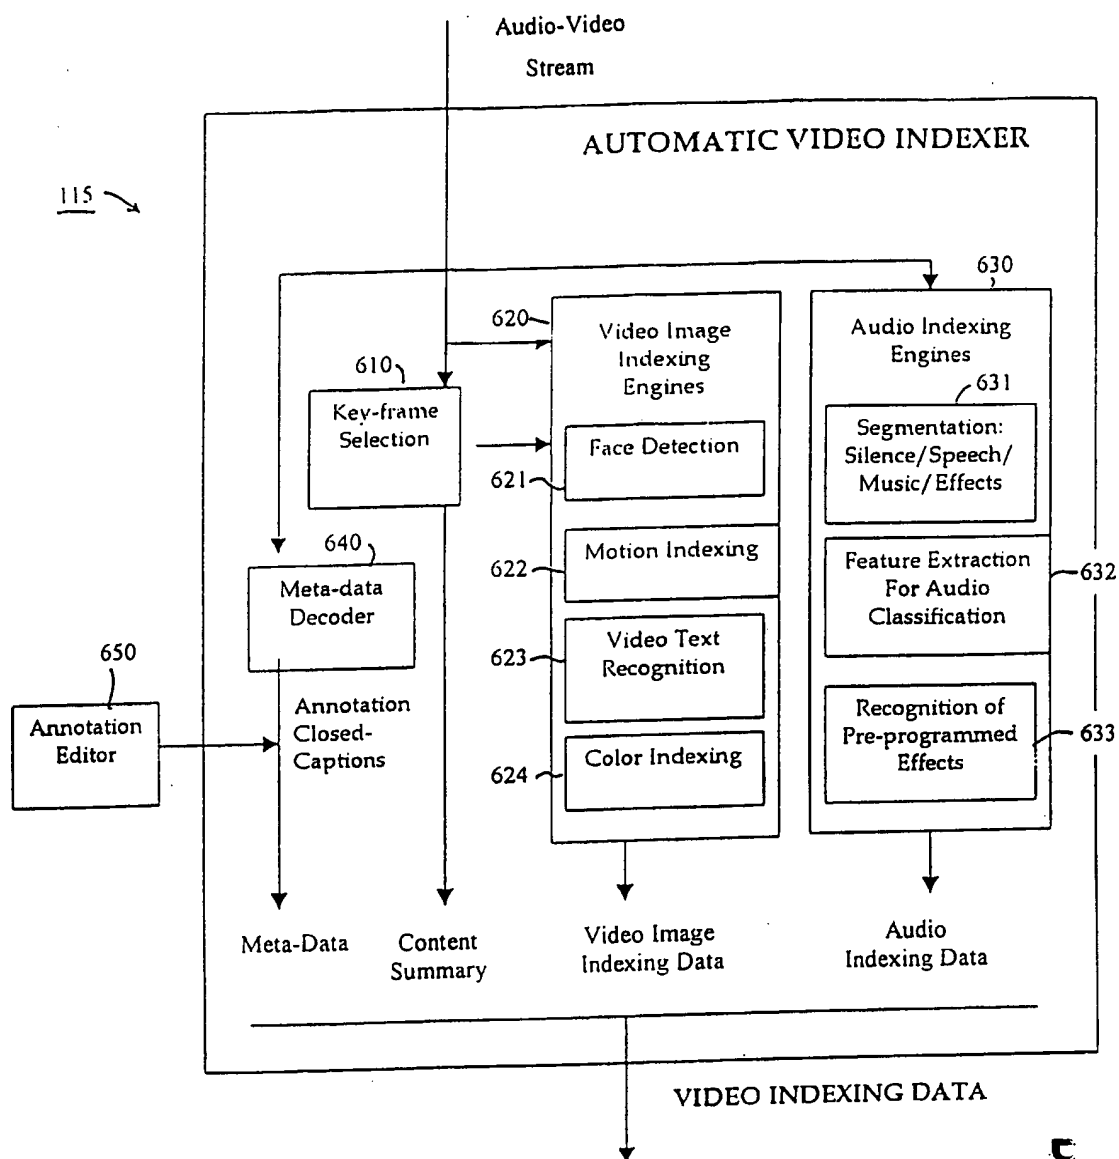 Audio-Video
Stream
AUTOMATIC VIDEO INDEXER
115
630
620
Video Image
Indexing
Engines
Audio Indexing
Engines
610
Key-frame
Selection
631
Segmentation:
Silence/Speech/
Music/Effects
Face Detection
621
640
Meta-data
Decoder
Motion Indexing
622
Feature Extraction
For Audio
Classification
632
650
Annotation
Editor
Annotation
Closed-
Captions
623
Video Text
Recognition
Recognition of
Pre-programmed
Effects
633
624
Color Indexing
Meta-Data
Content
Summary
Video Image
Indexing Data
Audio
Indexing Data
VIDEO INDEXING DATA